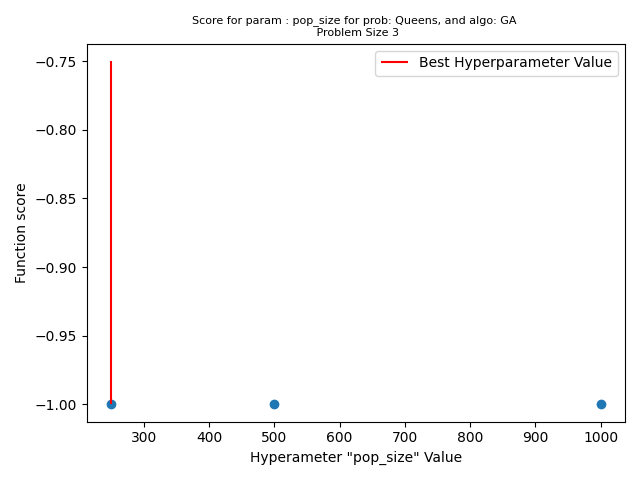 Score for param : pop_size for prob: Queens, and algo: GA
Problem Size 3
Best Hyperparameter Value
−0.75
−0.80
−0.85
−0.90
−0.95
−1.00
Function score
300 400 500 600 700 800 900 1000
Hyperameter "pop_size" Value